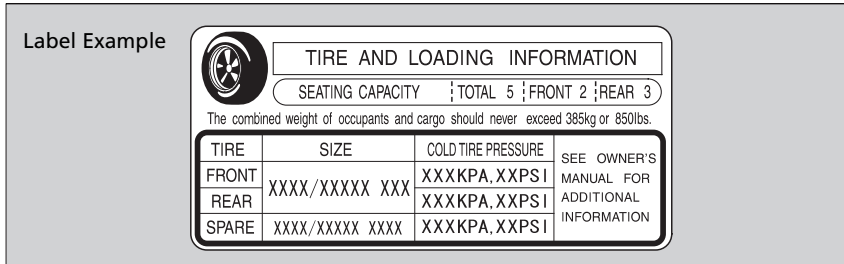 Label Example
TIRE AND LOADING INFORMATION
SEATING CAPACITY TOTAL 5 FRONT 2 REAR 3
The combined weight of occupants and cargo should never exceed 385kg or 850lbs.
TIRE SIZE COLD TIRE PRESSURE SEE OWNER'S MANUAL FOR ADDITIONAL INFORMATION
FRONT XXXX/XXXXX XXX XXXKPA,XXPSI
REAR XXXKPA,XXPSI
SPARE XXXX/XXXXX XXXX XXXKPA,XXPSI